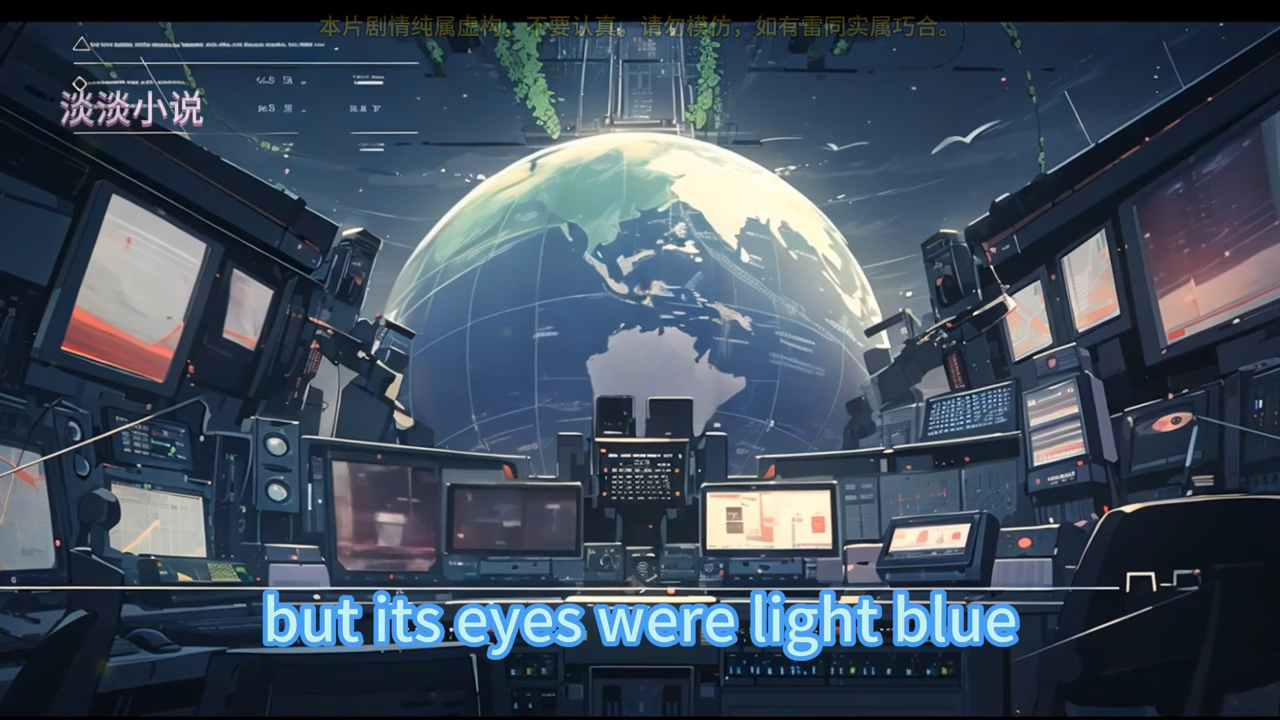 本片剧情纯属虚构，不要认真，请勿模仿，如有雷同实属巧合。
淡淡小说
but its eyes were light blue